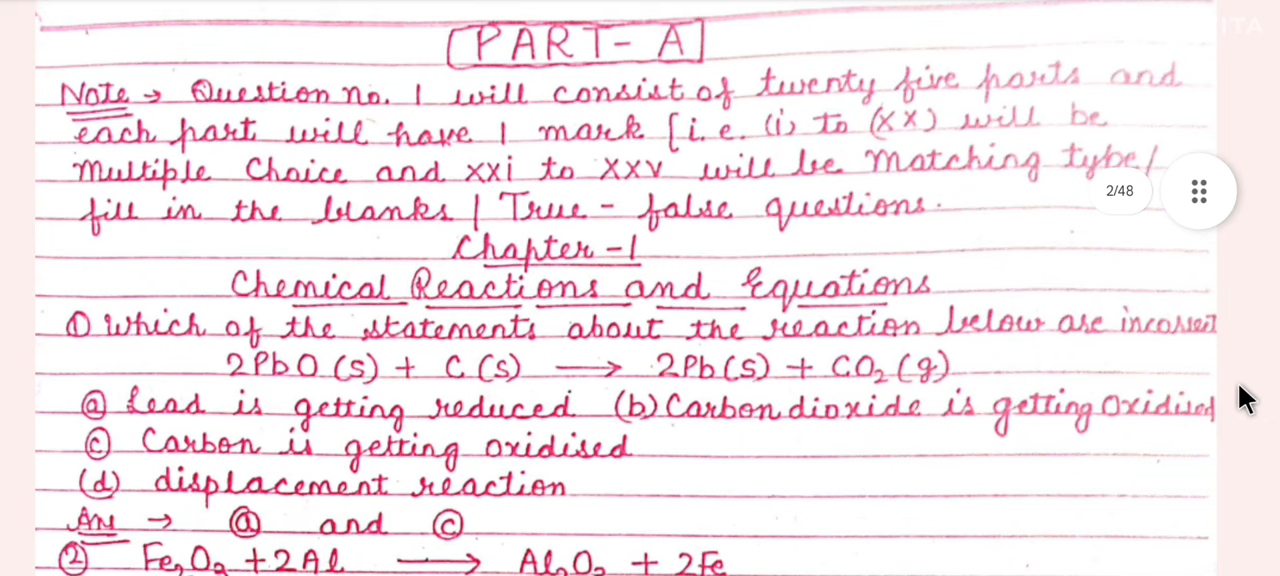 ITA
[PART-A]
Note → Question no. 1 will consist of twenty five parts and
each part will have 1 mark [i.e. (i) to (xx) will be
Multiple Choice and xxi to xxv will be Matching type/
2/48
fill in the blanks / True - false questions.
Chapter -1
Chemical Reactions and Equations
① Which of the statements about the reaction below are incorrect
2PbO(s) + C(s) → 2Pb(s) + CO₂(g)
ⓐ Lead is getting reduced (b) Carbon dioxide is getting oxidised
ⓒ Carbon is getting oxidised
(d) displacement reaction
Ans → ⓐ and ⓒ
② Fe₂O₃ + 2Al → Al₂O₃ + 2Fe